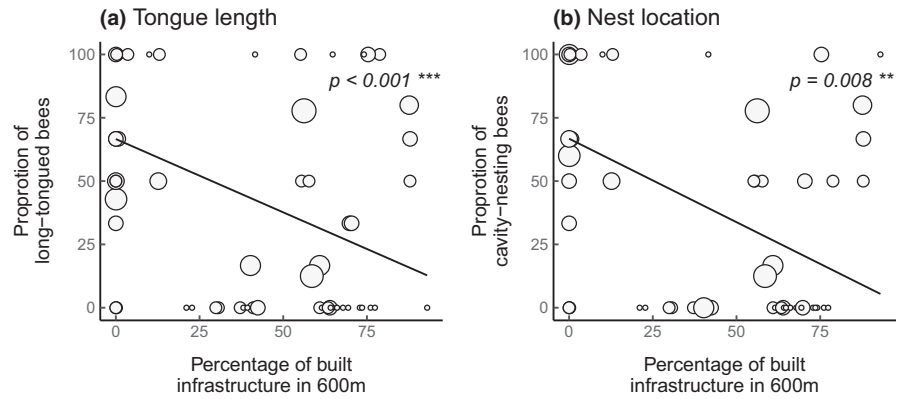 (a) Tongue length
Proprotion of
long−tongued bees
100
75
50
25
0
p < 0.001 ***
0
25
50
75
Percentage of built
infrastructure in 600m
(b) Nest location
Proprotion of
cavity−nesting bees
100
75
50
25
0
p = 0.008 **
0
25
50
75
Percentage of built
infrastructure in 600m